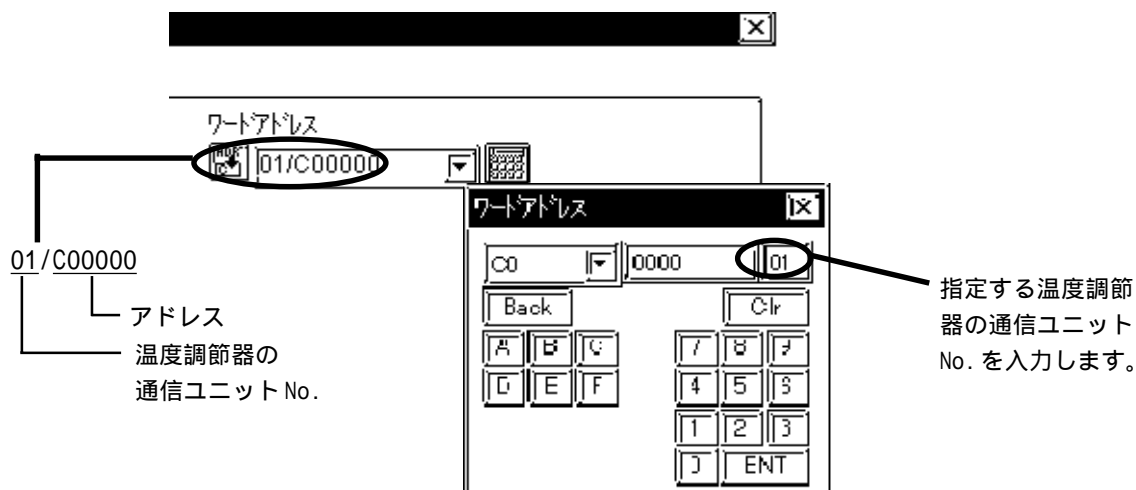 ワードアドレス
01/C00000
ワードアドレス
C0 0000 01
Back Clr
A B C 7 8 9
D E F 4 5 6
1 2 3
0 ENT
01/C00000
アドレス
温度調節器の
通信ユニット No.
指定する温度調節
器の通信ユニット
No. を入力します。